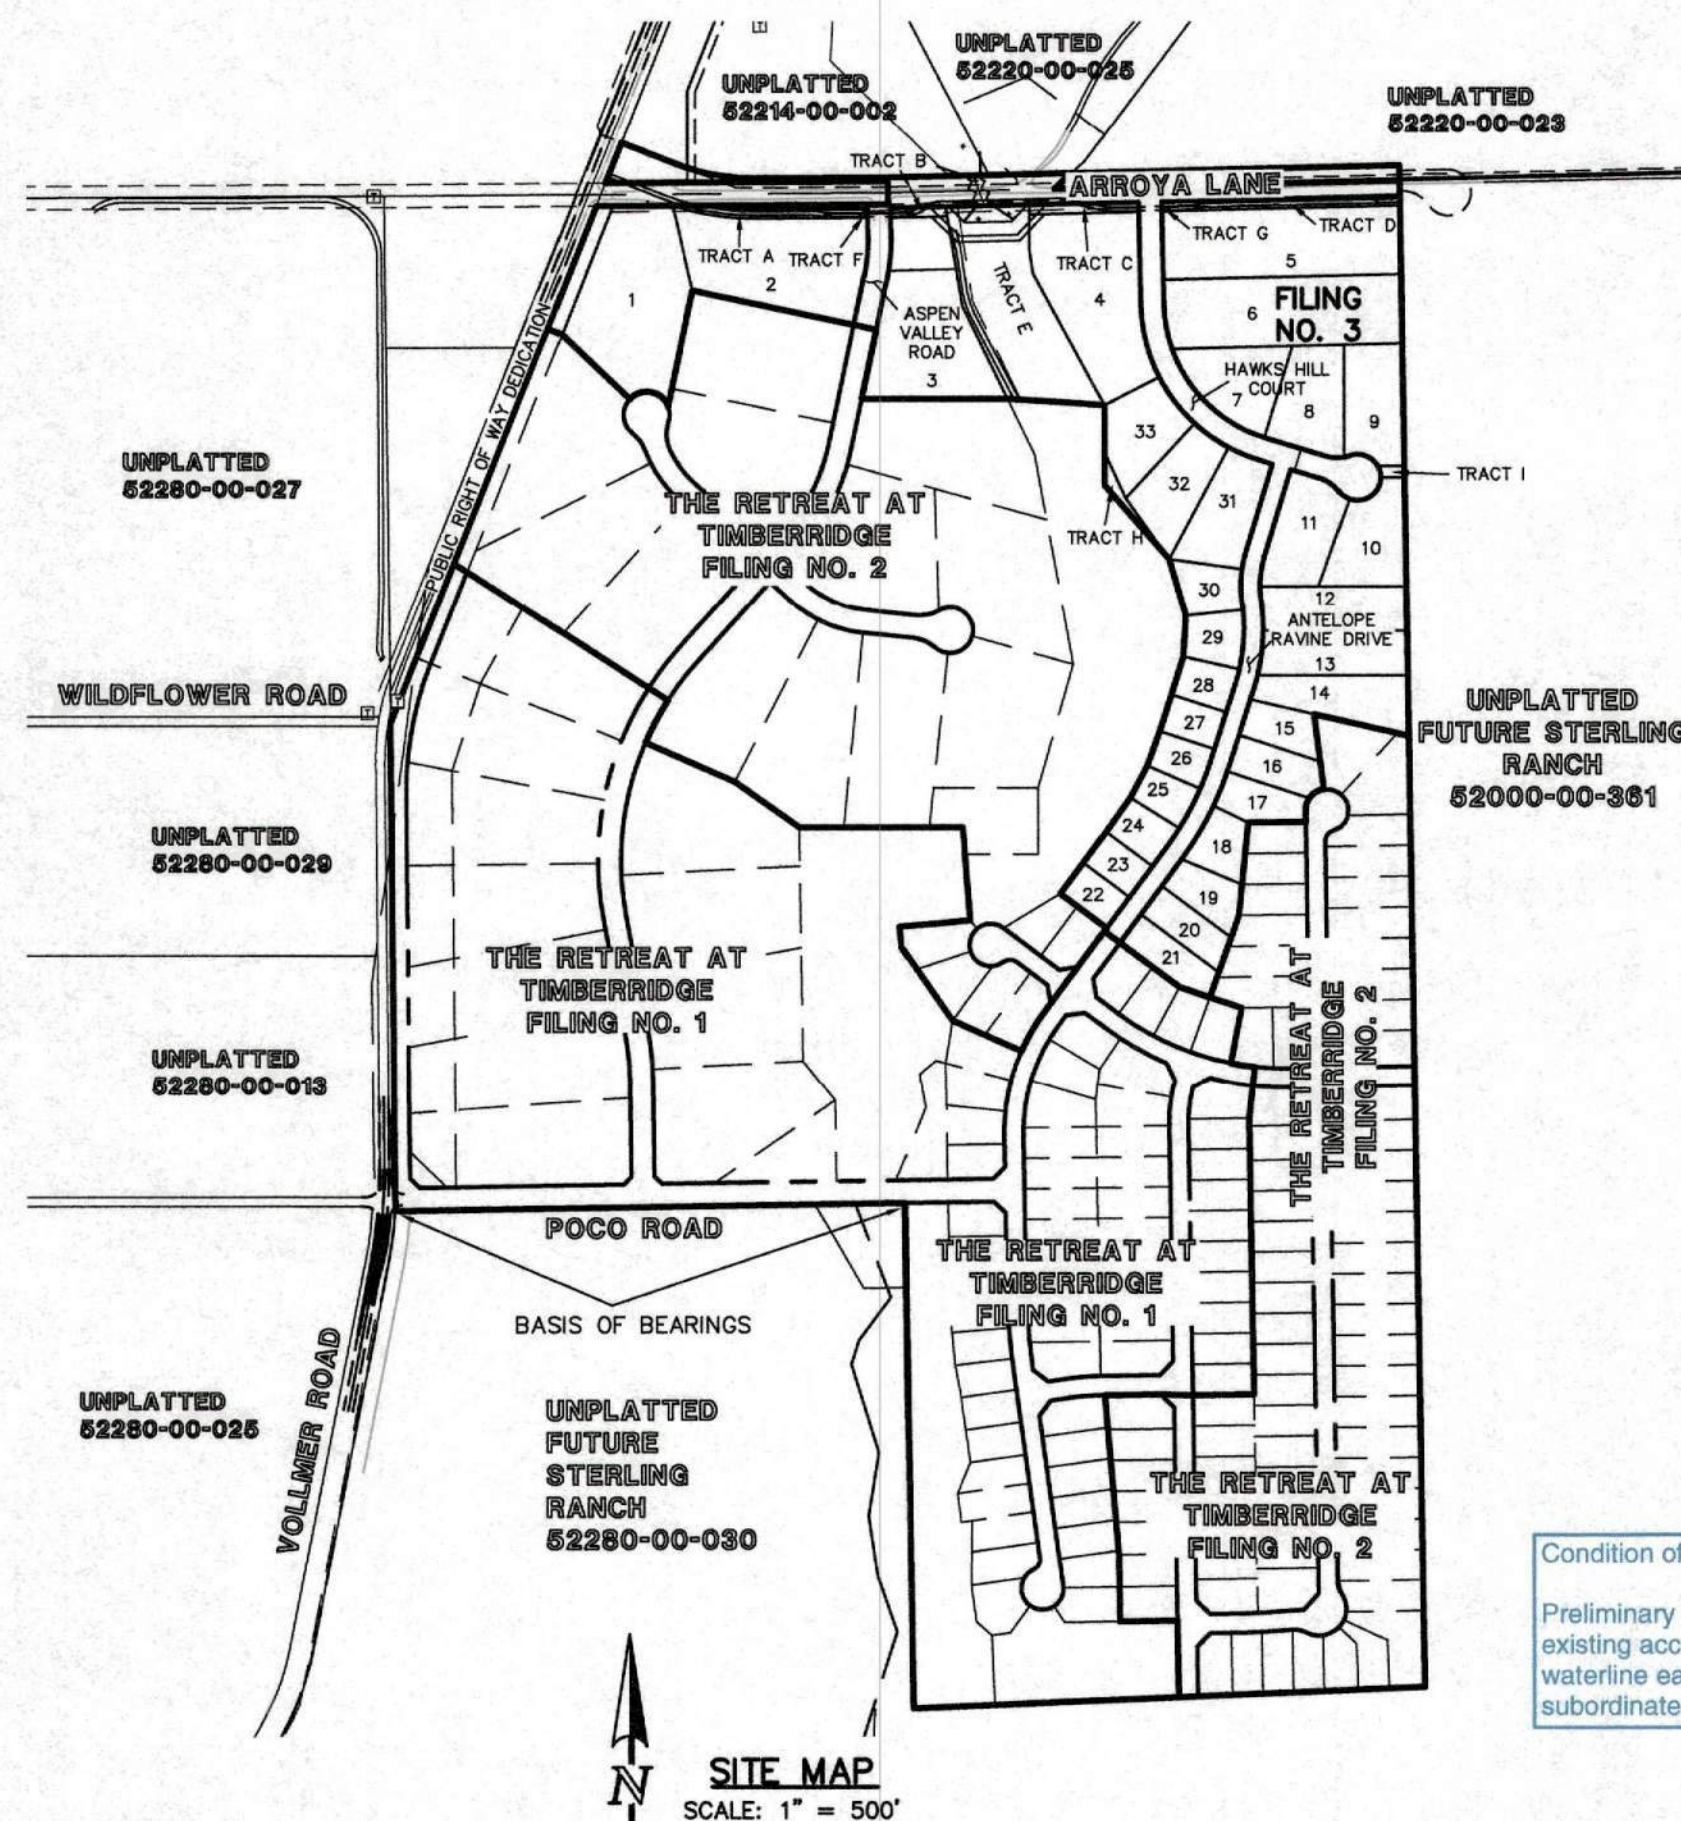 UNPLATTED
52220-00-025
UNPLATTED
52214-00-002
UNPLATTED
52220-00-023
TRACT B
ARROYA LANE
TRACT A
TRACT F
TRACT C
TRACT G
TRACT D
TRACT E
1
2
3
4
5
6
FILING
NO. 3
ASPEN
VALLEY
ROAD
HAWKS HILL
COURT
7
8
9
33
32
31
TRACT I
11
10
TRACT H
PUBLIC RIGHT OF WAY DEDICATION
UNPLATTED
52280-00-027
THE RETREAT AT
TIMBERRIDGE
FILING NO. 2
30
12
ANTELOPE
RAVINE DRIVE
29
13
28
14
27
15
26
16
25
17
24
18
23
22
19
20
21
WILDFLOWER ROAD
UNPLATTED
FUTURE STERLING
RANCH
52000-00-361
UNPLATTED
52280-00-029
THE RETREAT AT
TIMBERRIDGE
FILING NO. 1
THE RETREAT AT
TIMBERRIDGE
FILING NO. 2
UNPLATTED
52280-00-013
POCO ROAD
BASIS OF BEARINGS
THE RETREAT AT
TIMBERRIDGE
FILING NO. 1
UNPLATTED
52280-00-025
VOLLMER ROAD
UNPLATTED
FUTURE
STERLING
RANCH
52280-00-030
THE RETREAT AT
TIMBERRIDGE
FILING NO. 2
Condition of
Preliminary
existing acc
waterline ea
subordinate
N
SITE MAP
SCALE: 1" = 500'